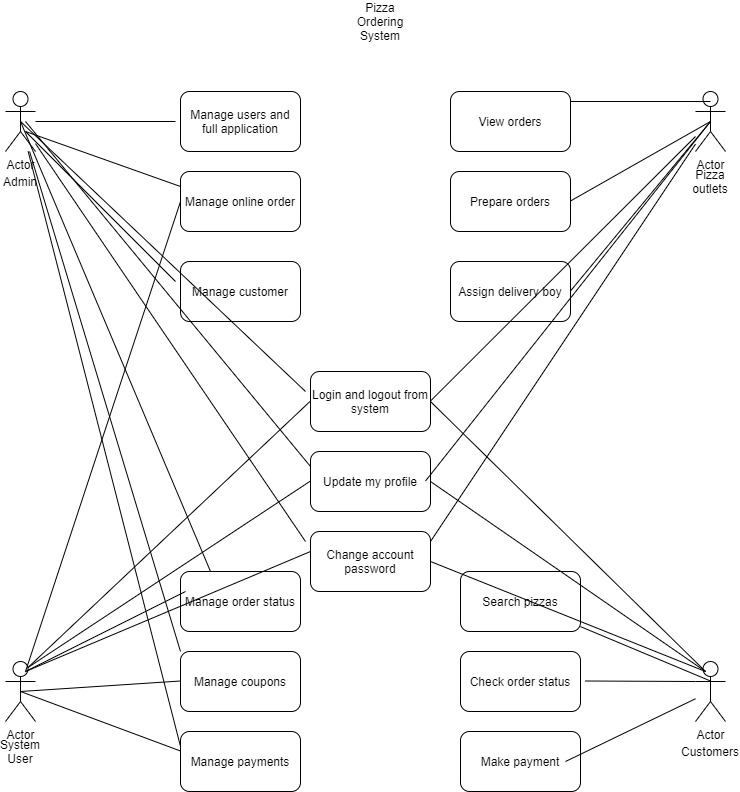 Pizza
Ordering
System
Manage users and
full application
View orders
Actor
Admin
Actor
Pizza
outlets
Manage online order
Prepare orders
Manage customer
Assign delivery boy
Login and logout from
system
Update my profile
Change account
password
Manage order status
Search pizzas
Manage coupons
Check order status
Actor
System
User
Manage payments
Make payment
Actor
Customers